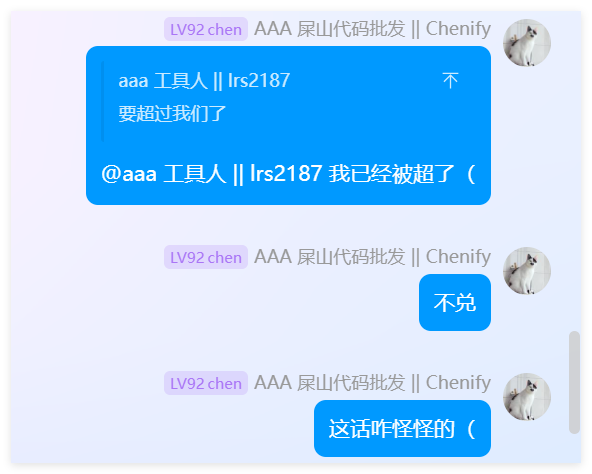 LV92 chen AAA 屎山代码批发 || Chenify
aaa 工具人 || lrs2187
要超过我们了
@aaa 工具人 || lrs2187 我已经被超了（
LV92 chen AAA 屎山代码批发 || Chenify
不兑
LV92 chen AAA 屎山代码批发 || Chenify
这话咋怪怪的（